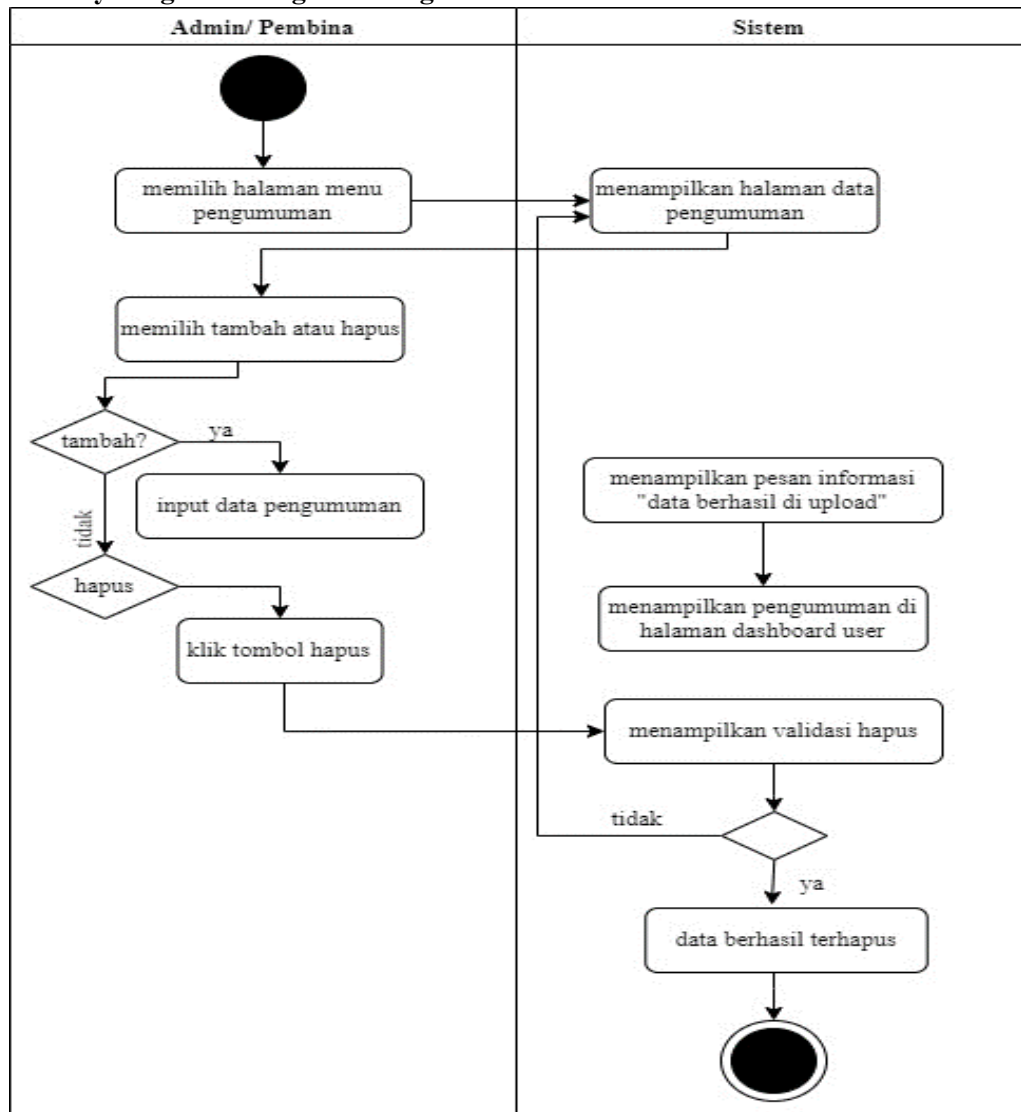 Admin/ Pembina
Sistem
memilih halaman menu
pengumuman
menampilkan halaman data
pengumuman
memilih tambah atau hapus
tambah?
ya
input data pengumuman
menampilkan pesan informasi
"data berhasil di upload"
tidak
hapus
menampilkan pengumuman di
halaman dashboard user
klik tombol hapus
menampilkan validasi hapus
tidak
ya
data berhasil terhapus